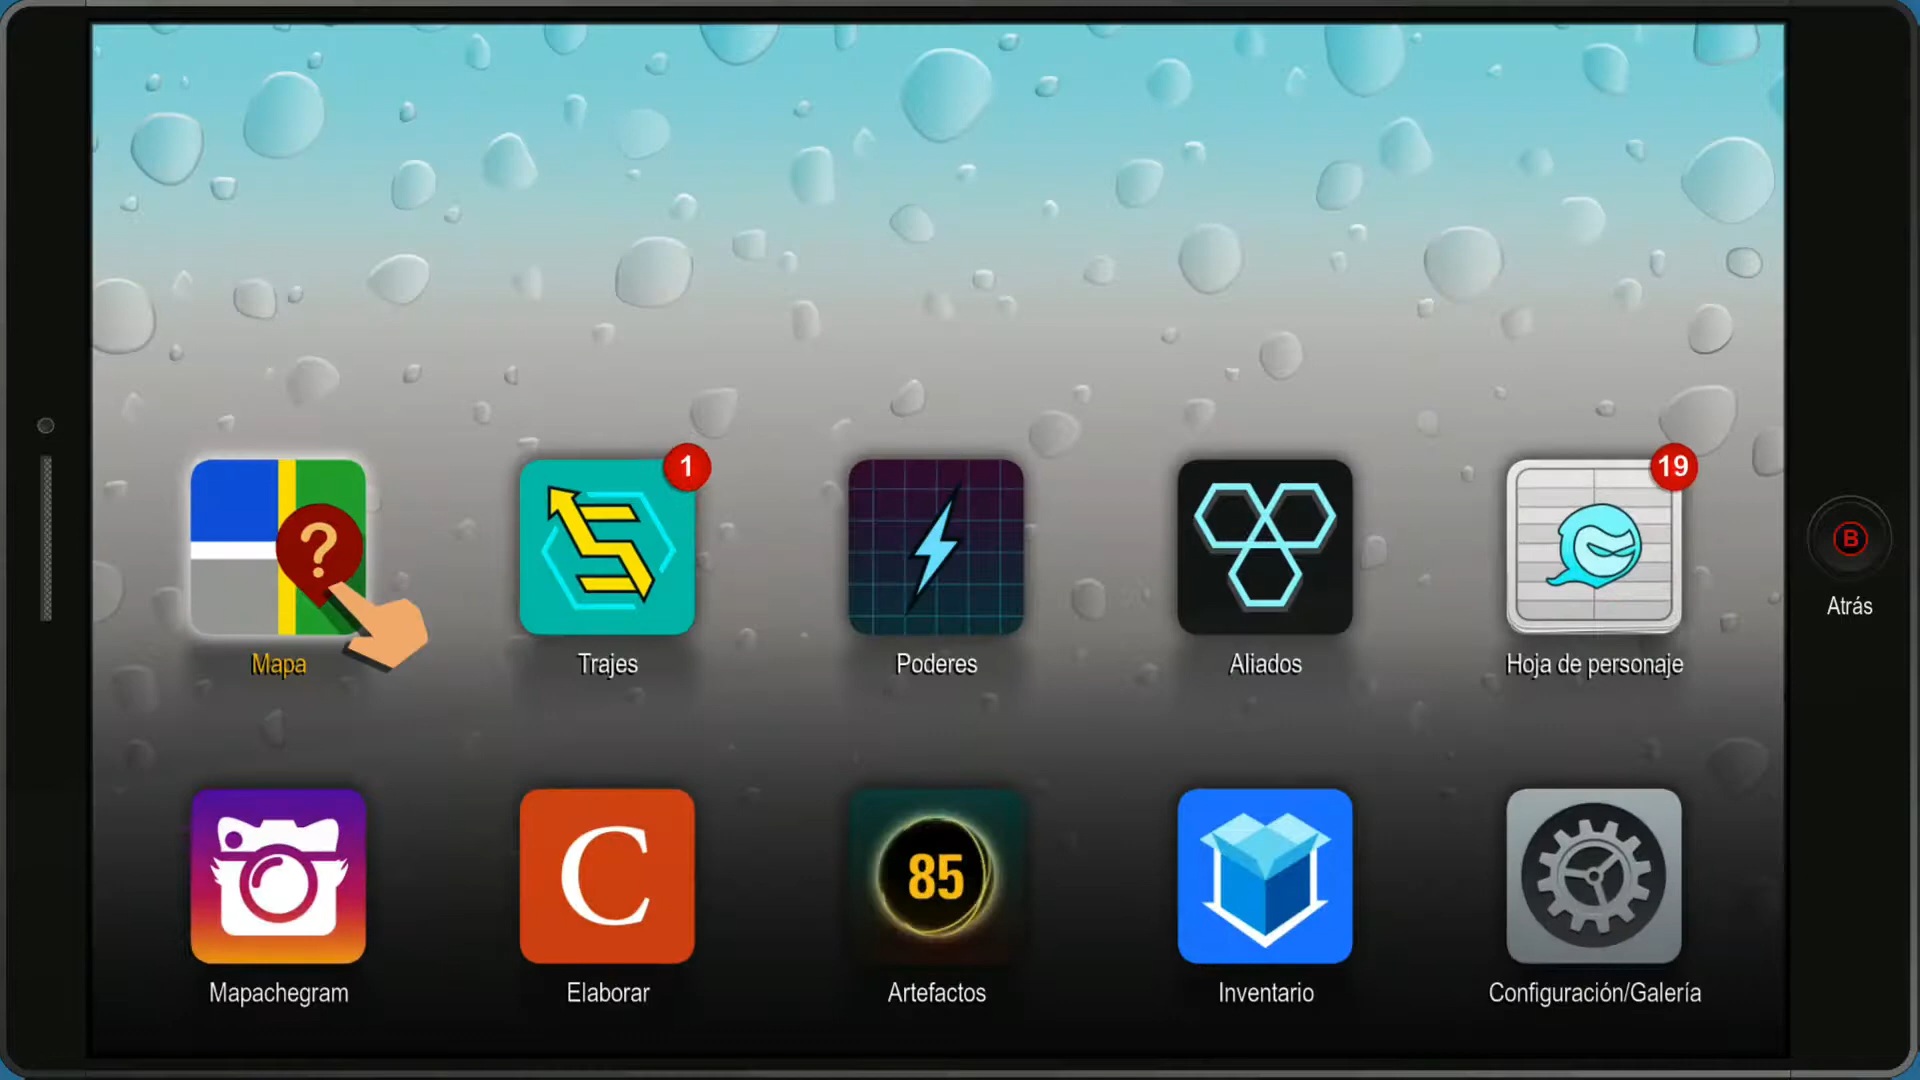 1
19
?
Mapa
Trajes
Poderes
Aliados
Hoja de personaje
B
Atrás
C
85
Mapachegram
Elaborar
Artefactos
Inventario
Configuración/Galería